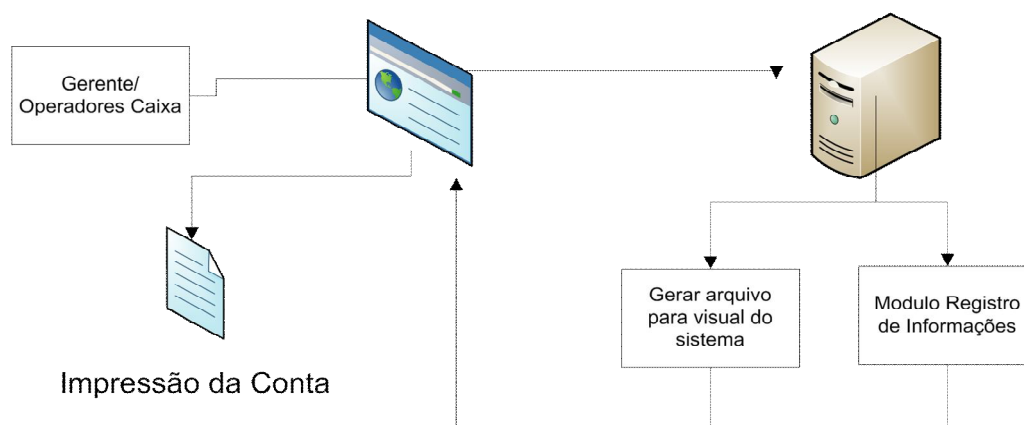 Gerente/
Operadores Caixa
Gerar arquivo
para visual do
sistema
Modulo Registro
de Informações
Impressão da Conta